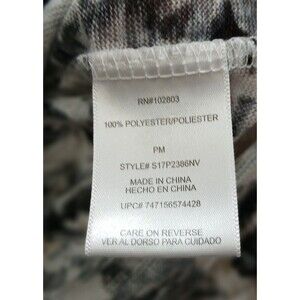 RN#102803
100% POLYESTER/POLIESTER
PM
STYLE# S17P2386NV
MADE IN CHINA
HECHO EN CHINA
UPC# 747156574428
CARE ON REVERSE
VER AL DORSO PARA CUIDADO